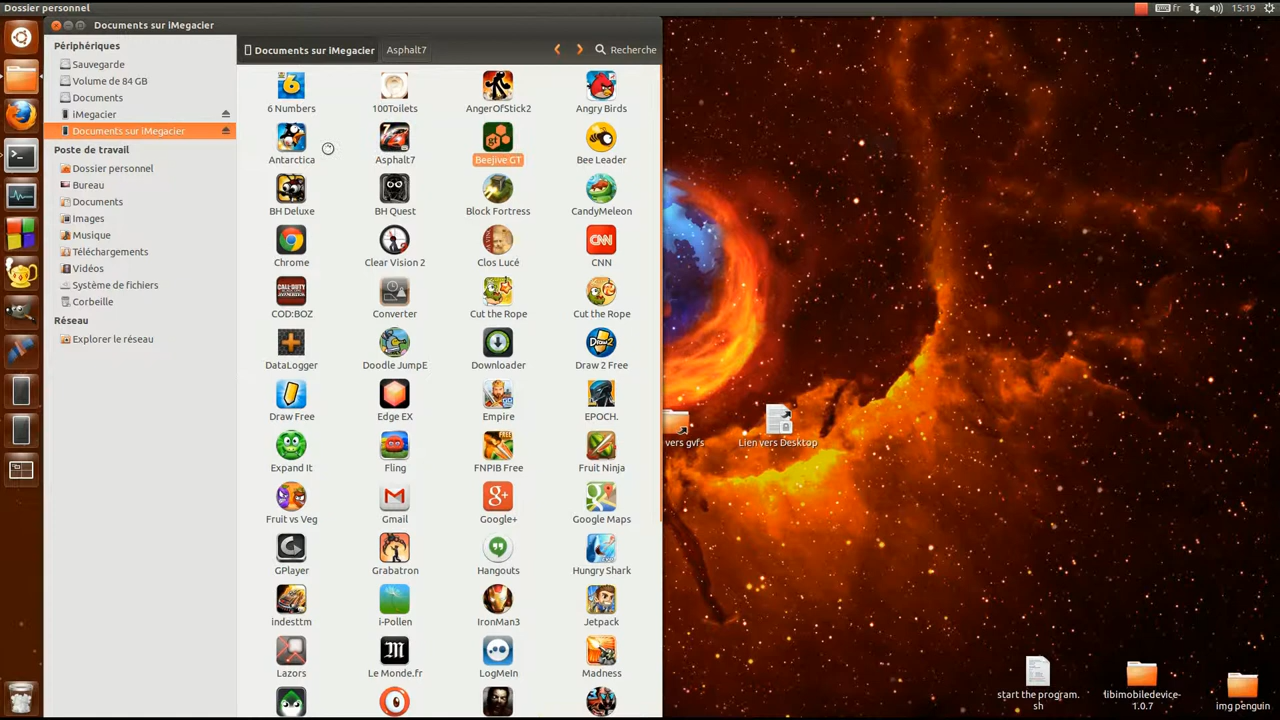 Dossier personnel
fr
15:19
Documents sur iMegacier
Périphériques
Sauvegarde
Volume de 84 GB
Documents
iMegacier
Documents sur iMegacier
Poste de travail
Dossier personnel
Bureau
Documents
Images
Musique
Téléchargements
Vidéos
Système de fichiers
Corbeille
Réseau
Explorer le réseau
Documents sur iMegacier
Asphalt7
Recherche
6 Numbers
100Toilets
AngerOfStick2
Angry Birds
Antarctica
Asphalt7
Beejive GT
Bee Leader
BH Deluxe
BH Quest
Block Fortress
CandyMeleon
Chrome
Clear Vision 2
Clos Lucé
CNN
COD:BOZ
Converter
Cut the Rope
Cut the Rope
DataLogger
Doodle JumpE
Downloader
Draw 2 Free
Draw Free
Edge EX
Empire
EPOCH.
Expand It
Fling
FNPIB Free
Fruit Ninja
Fruit vs Veg
Gmail
Google+
Google Maps
GPlayer
Grabatron
Hangouts
Hungry Shark
indesttm
i-Pollen
IronMan3
Jetpack
Lazors
Le Monde.fr
LogMeIn
Madness
vers gvfs
Lien vers Desktop
start the program.
sh
libimobiledevice-
1.0.7
img penguin